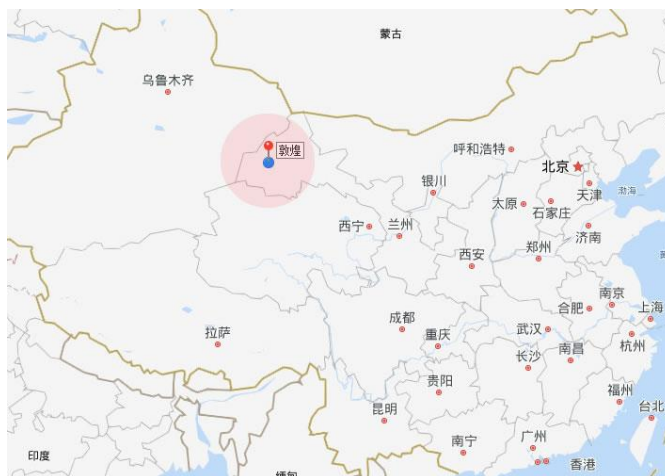 蒙古
乌鲁木齐
敦煌
呼和浩特
北京
天津
渤海
银川
太原
石家庄
济南
西宁
兰州
西安
郑州
合肥
南京
上海
拉萨
成都
重庆
武汉
杭州
长沙
南昌
贵阳
福州
昆明
台北
印度
南宁
广州
香港